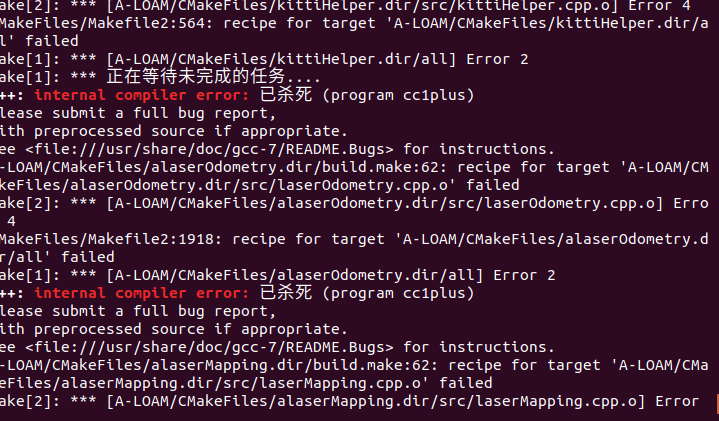 ake[2]: *** [A-LOAM/CMakeFiles/kittiHelper.dir/src/kittiHelper.cpp.o] Error 4
MakeFiles/Makefile2:564: recipe for target 'A-LOAM/CMakeFiles/kittiHelper.dir/a
l' failed
ake[1]: *** [A-LOAM/CMakeFiles/kittiHelper.dir/all] Error 2
ake[1]: *** 正在等待未完成的任务....
++: internal compiler error: 已杀死 (program cc1plus)
lease submit a full bug report,
ith preprocessed source if appropriate.
ee <file:///usr/share/doc/gcc-7/README.Bugs> for instructions.
-LOAM/CMakeFiles/alaserOdometry.dir/build.make:62: recipe for target 'A-LOAM/CM
keFiles/alaserOdometry.dir/src/laserOdometry.cpp.o' failed
ake[2]: *** [A-LOAM/CMakeFiles/alaserOdometry.dir/src/laserOdometry.cpp.o] Erro
 4
MakeFiles/Makefile2:1918: recipe for target 'A-LOAM/CMakeFiles/alaserOdometry.d
r/all' failed
ake[1]: *** [A-LOAM/CMakeFiles/alaserOdometry.dir/all] Error 2
++: internal compiler error: 已杀死 (program cc1plus)
lease submit a full bug report,
ith preprocessed source if appropriate.
ee <file:///usr/share/doc/gcc-7/README.Bugs> for instructions.
-LOAM/CMakeFiles/alaserMapping.dir/build.make:62: recipe for target 'A-LOAM/CMa
eFiles/alaserMapping.dir/src/laserMapping.cpp.o' failed
ake[2]: *** [A-LOAM/CMakeFiles/alaserMapping.dir/src/laserMapping.cpp.o] Error